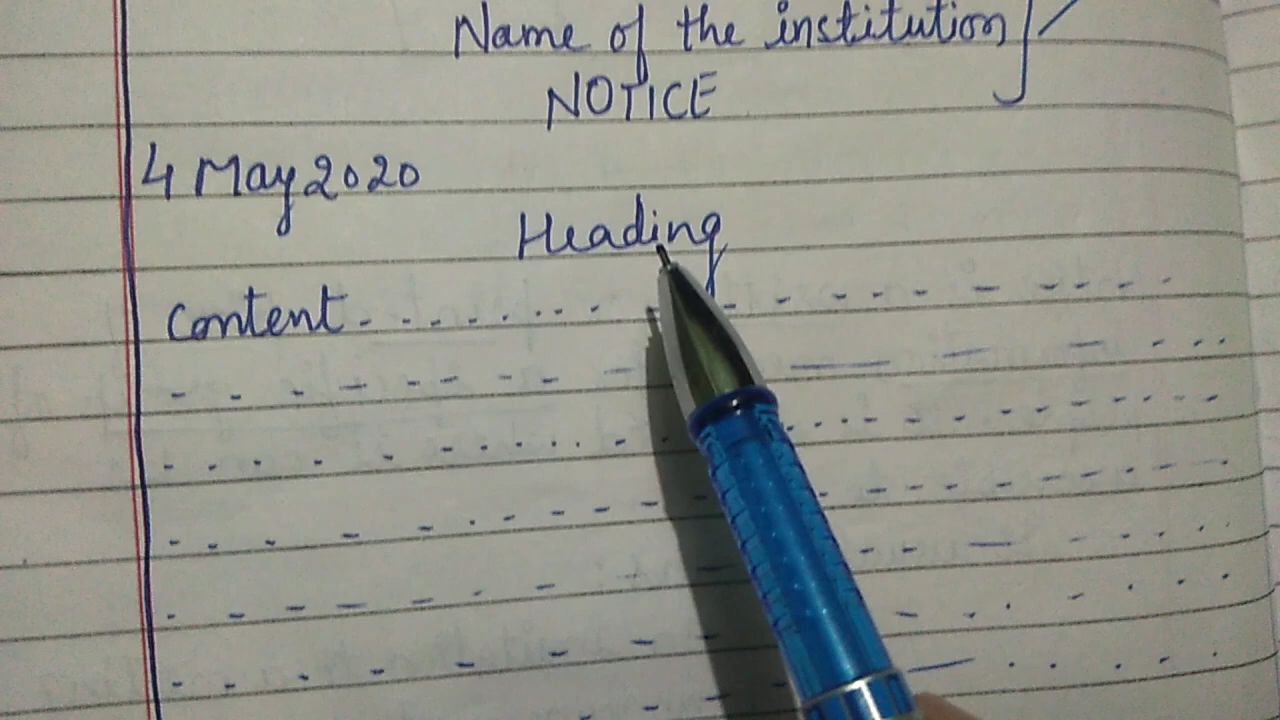 Name of the institution
NOTICE
4 May 2020
Heading
Content